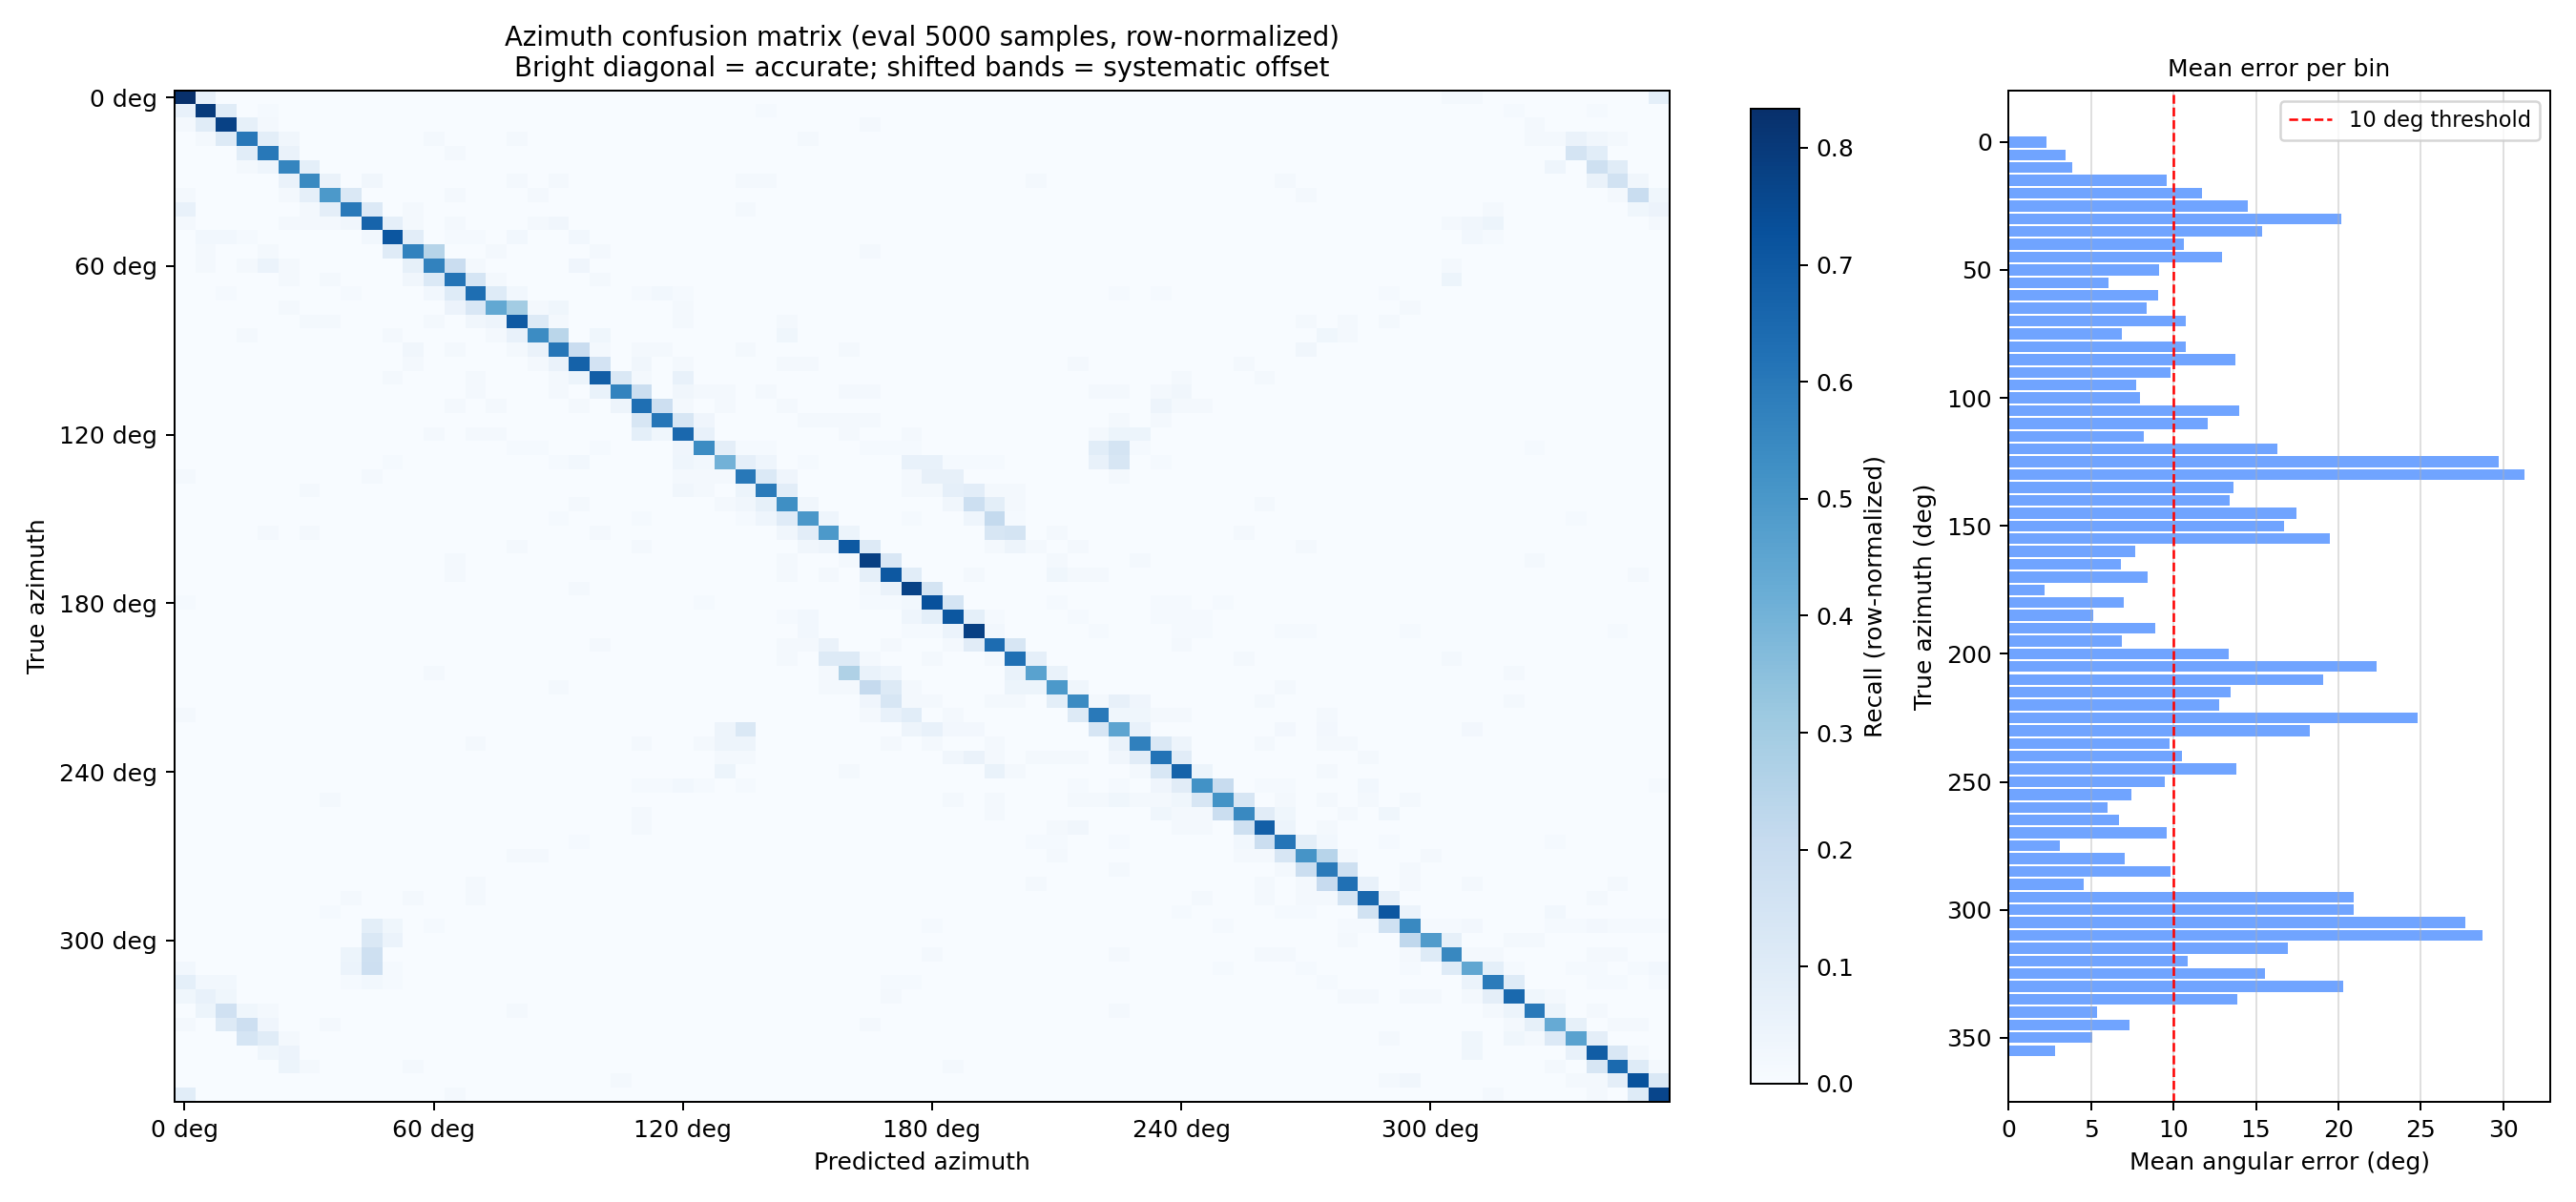 Azimuth confusion matrix (eval 5000 samples, row-normalized)
Bright diagonal = accurate; shifted bands = systematic offset
True azimuth
0 deg
60 deg
120 deg
180 deg
240 deg
300 deg
0 deg
60 deg
120 deg
180 deg
240 deg
300 deg
Predicted azimuth
0.8
0.7
0.6
0.5
0.4
0.3
0.2
0.1
0.0
Recall (row-normalized)
Mean error per bin
10 deg threshold
True azimuth (deg)
0
50
100
150
200
250
300
350
0
5
10
15
20
25
30
Mean angular error (deg)